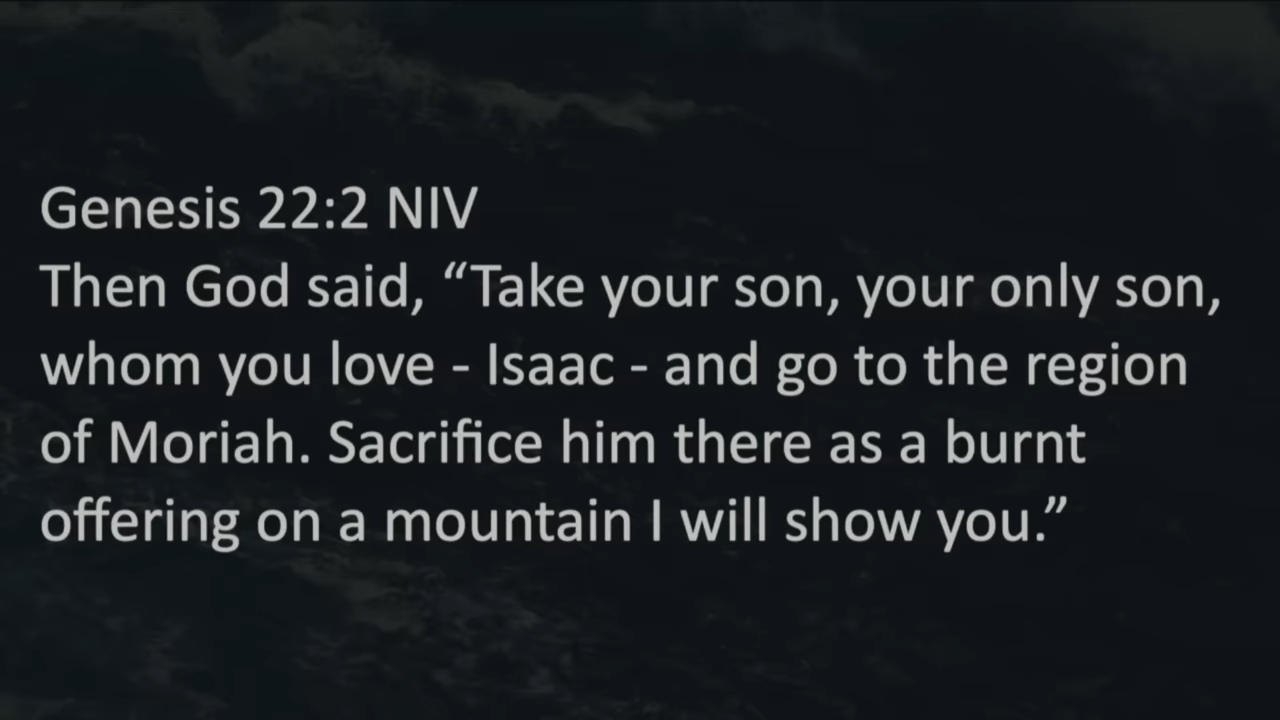 Genesis 22:2 NIV
Then God said, “Take your son, your only son,
whom you love - Isaac - and go to the region
of Moriah. Sacrifice him there as a burnt
offering on a mountain I will show you.”